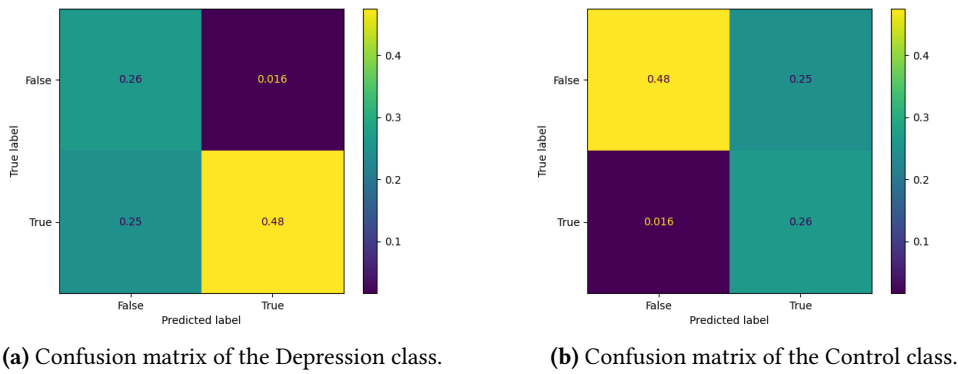 False
0.26
0.016
True
0.25
0.48
False
True
Predicted label
True label
0.4
0.3
0.2
0.1
(a) Confusion matrix of the Depression class.
False
0.48
0.25
True
0.016
0.26
False
True
Predicted label
True label
0.4
0.3
0.2
0.1
(b) Confusion matrix of the Control class.